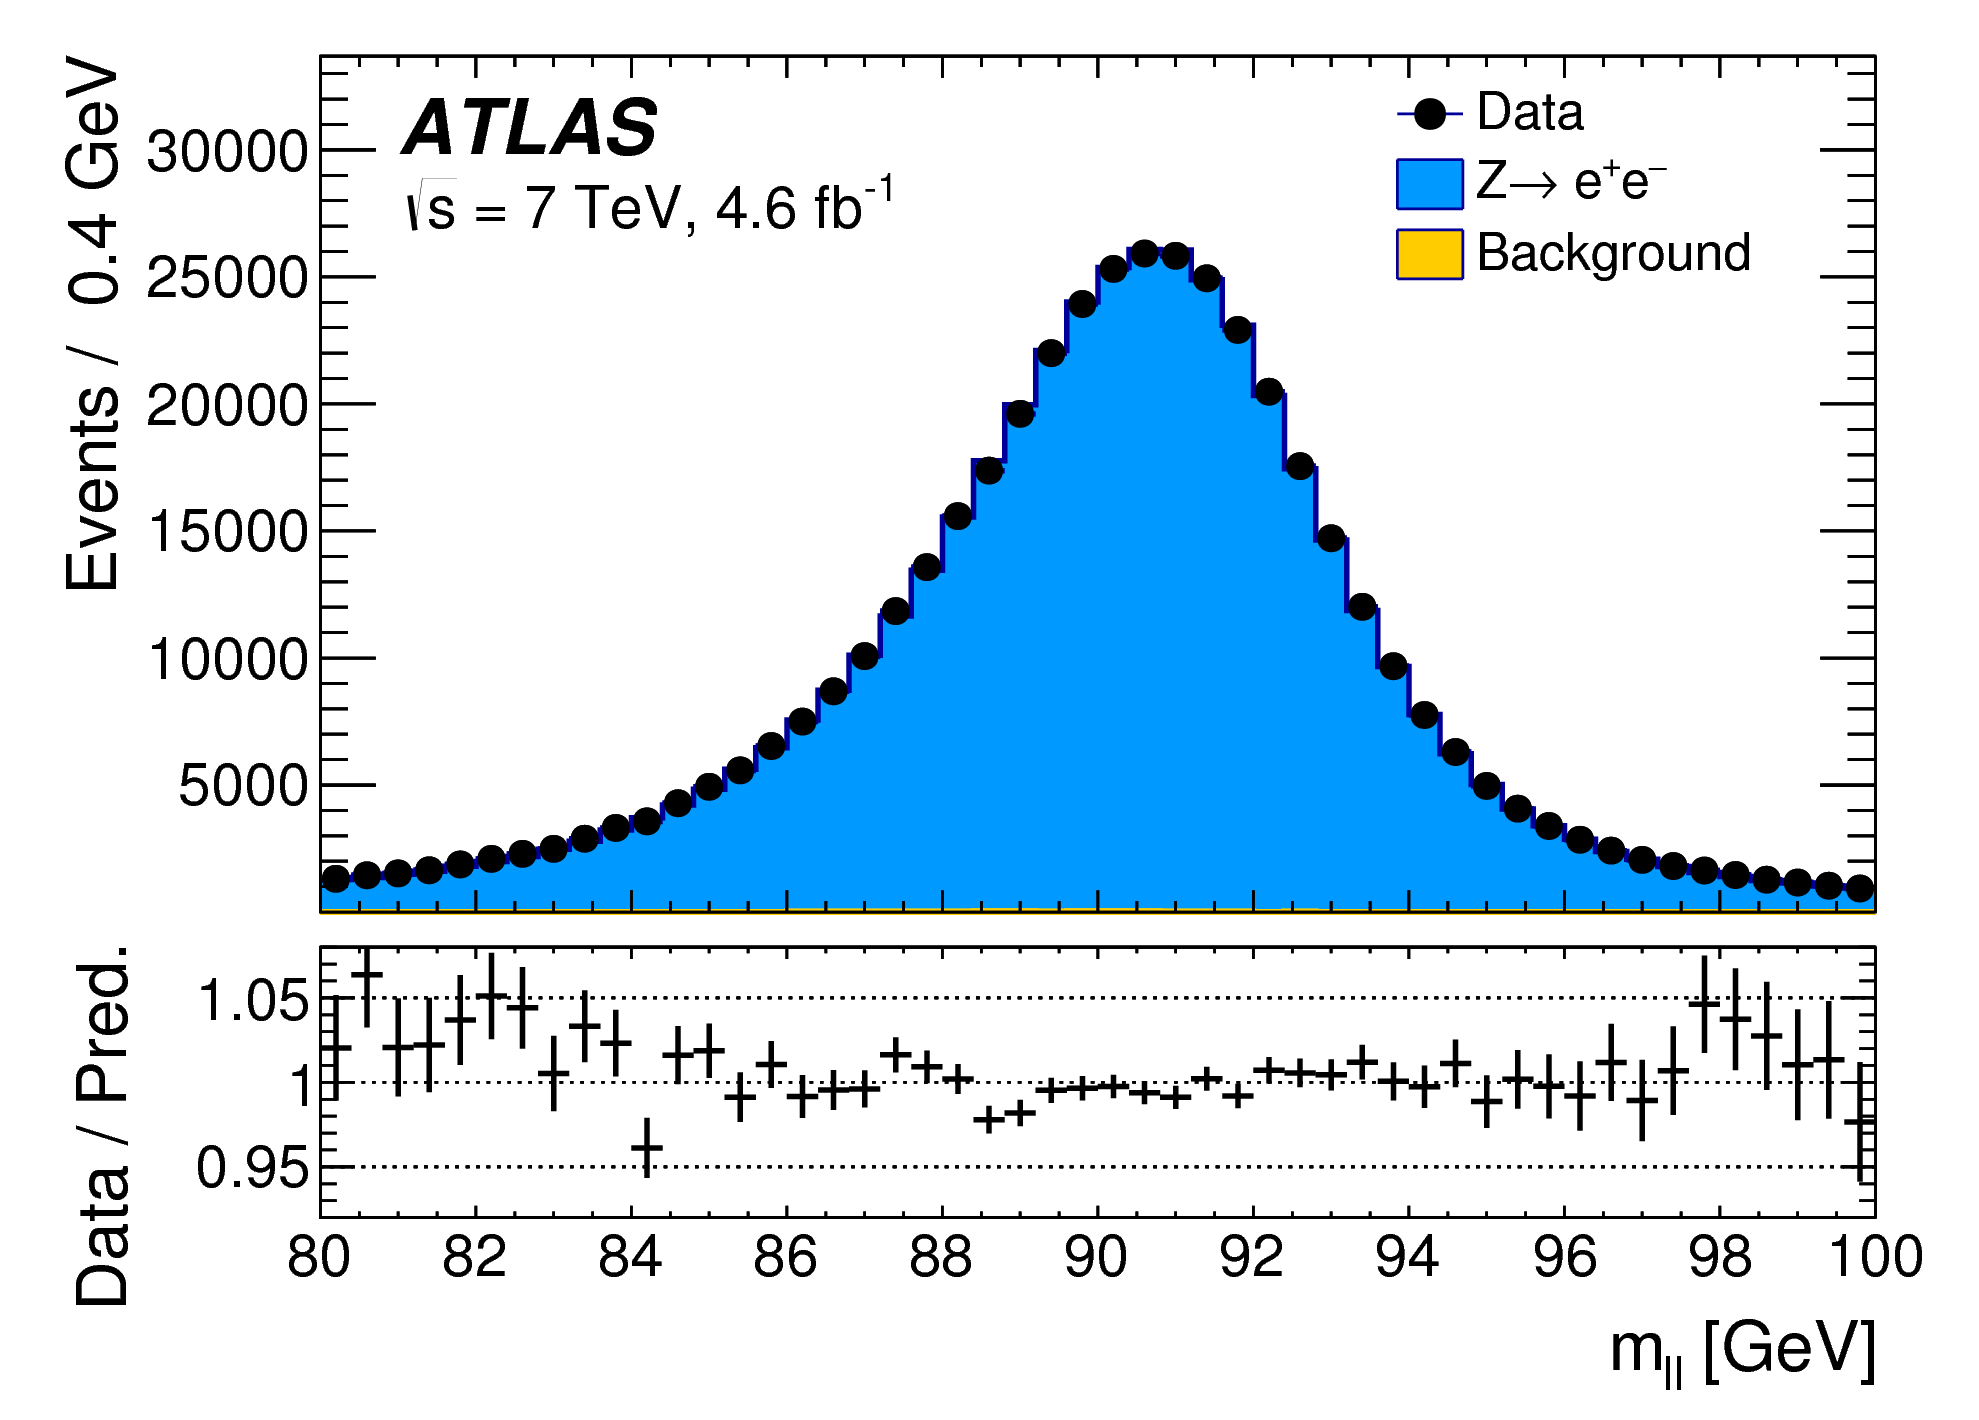 ATLAS
√s = 7 TeV, 4.6 fb⁻¹
Data
Z→ e⁺e⁻
Background
Events / 0.4 GeV
30000
25000
20000
15000
10000
5000
Data / Pred.
1.05
1
0.95
80 82 84 86 88 90 92 94 96 98 100
m_ll [GeV]